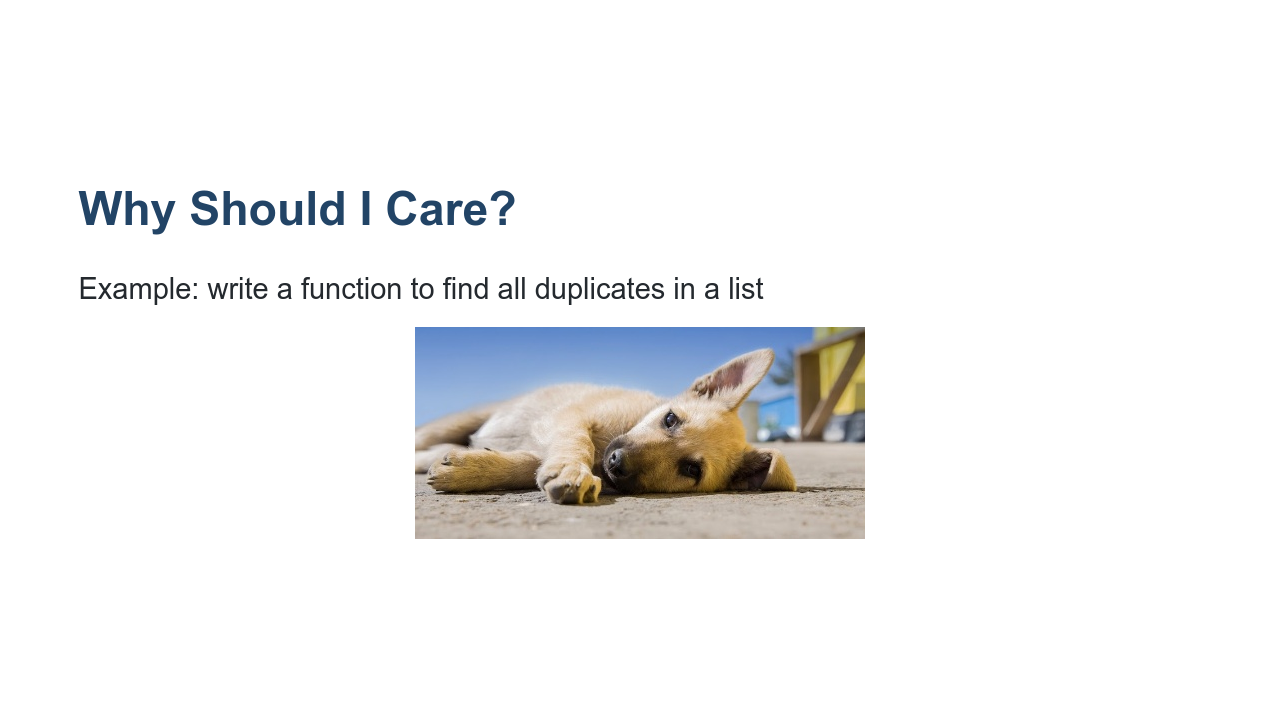 Why Should I Care?
Example: write a function to find all duplicates in a list